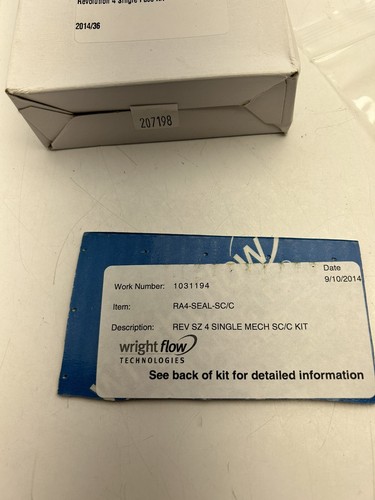 Revolution 4 Single
2014/36
207198
Date
9/10/2014
Work Number: 1031194
Item: RA4-SEAL-SC/C
Description: REV SZ 4 SINGLE MECH SC/C KIT
wright flow
TECHNOLOGIES
See back of kit for detailed information